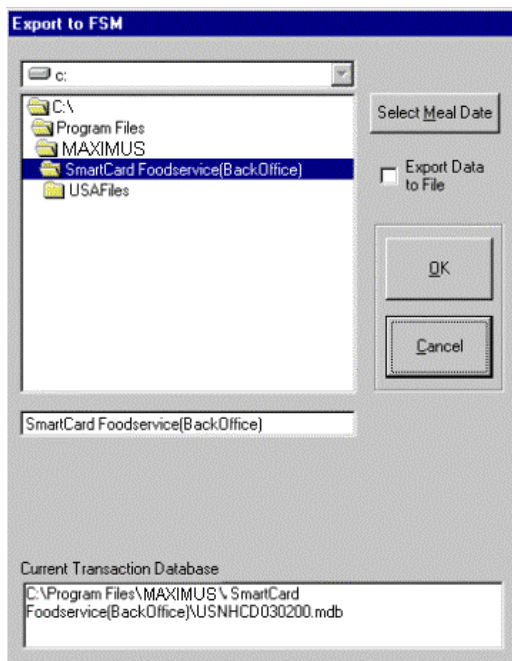 Export to FSM
c:
C:\
Program Files
MAXIMUS
SmartCard Foodservice(BackOffice)
USAFiles
Select Meal Date
Export Data
to File
OK
Cancel
SmartCard Foodservice(BackOffice)
Current Transaction Database
C:\Program Files\MAXIMUS\ SmartCard
Foodservice(BackOffice)\USNHCD030200.mdb